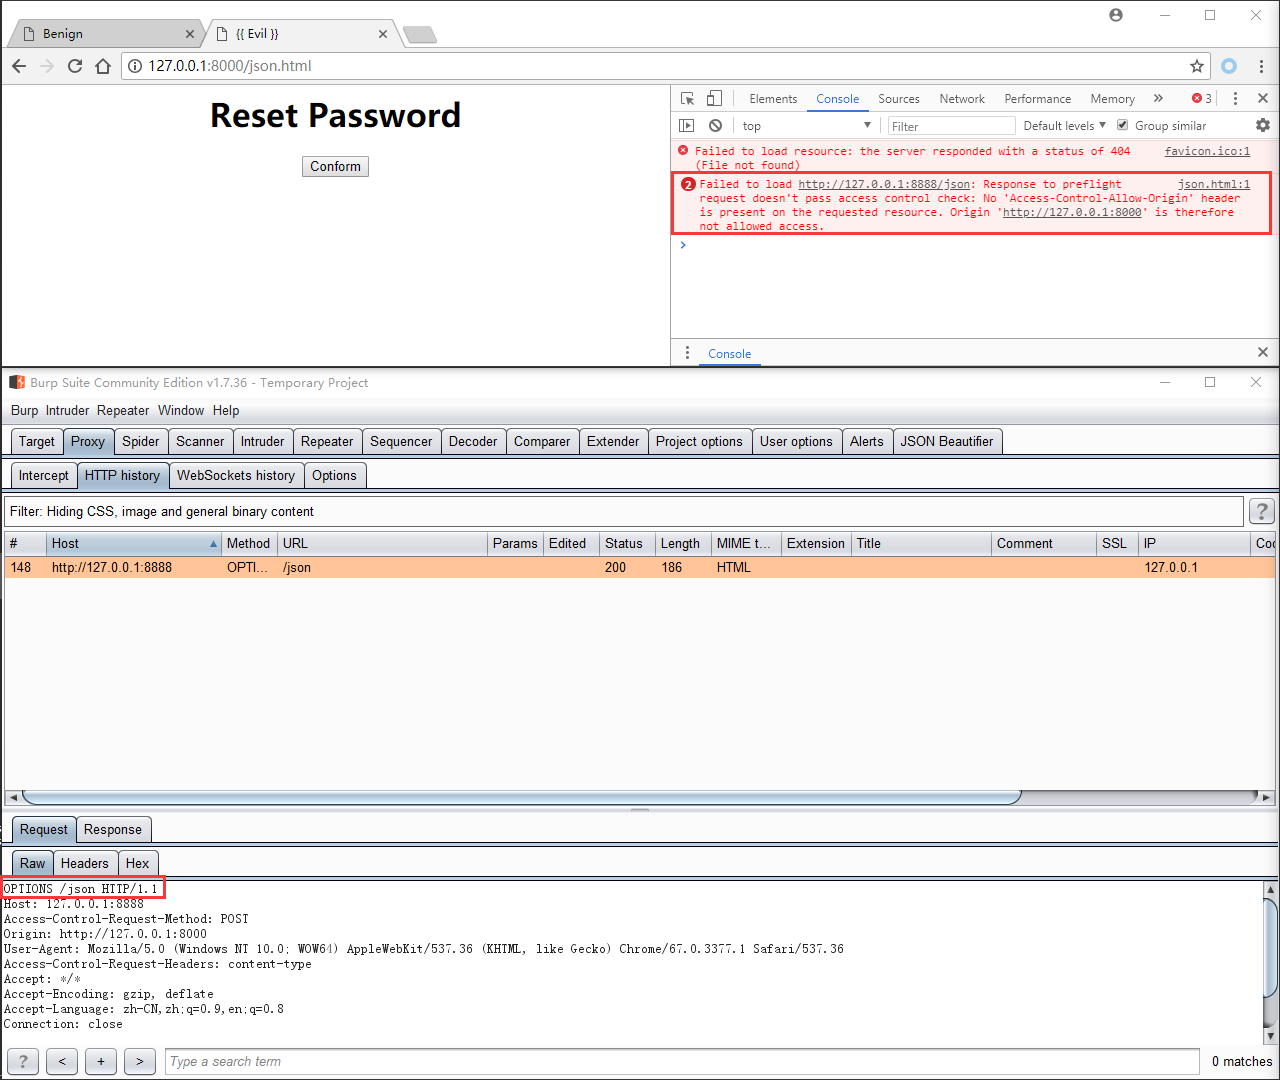 Benign
{{ Evil }}
127.0.0.1:8000/json.html
Reset Password
Conform
Elements Console Sources Network Performance Memory » 3
top Filter Default levels Group similar
Failed to load resource: the server responded with a status of 404 favicon.ico:1
(File not found)
2 Failed to load http://127.0.0.1:8888/json: Response to preflight json.html:1
request doesn't pass access control check: No 'Access-Control-Allow-Origin' header
is present on the requested resource. Origin 'http://127.0.0.1:8000' is therefore
not allowed access.
Console
Burp Suite Community Edition v1.7.36 - Temporary Project
Burp Intruder Repeater Window Help
Target Proxy Spider Scanner Intruder Repeater Sequencer Decoder Comparer Extender Project options User options Alerts JSON Beautifier
Intercept HTTP history WebSockets history Options
Filter: Hiding CSS, image and general binary content ?
# Host Method URL Params Edited Status Length MIME t... Extension Title Comment SSL IP Coo
148 http://127.0.0.1:8888 OPTI... /json 200 186 HTML 127.0.0.1
Request Response
Raw Headers Hex
OPTIONS /json HTTP/1.1
Host: 127.0.0.1:8888
Access-Control-Request-Method: POST
Origin: http://127.0.0.1:8000
User-Agent: Mozilla/5.0 (Windows NT 10.0; WOW64) AppleWebKit/537.36 (KHTML, like Gecko) Chrome/67.0.3377.1 Safari/537.36
Access-Control-Request-Headers: content-type
Accept: */*
Accept-Encoding: gzip, deflate
Accept-Language: zh-CN,zh;q=0.9,en;q=0.8
Connection: close
? < + > Type a search term 0 matches